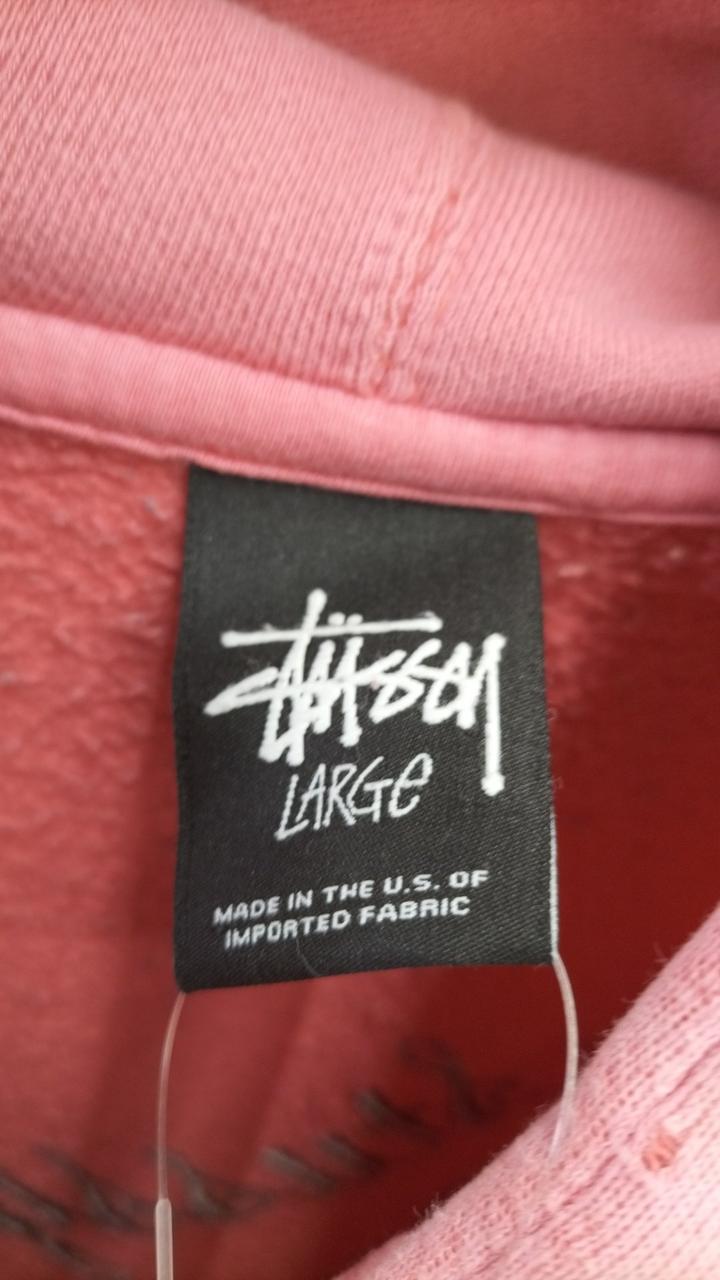 Stüssy
LARGe
MADE IN THE U.S. OF
IMPORTED FABRIC